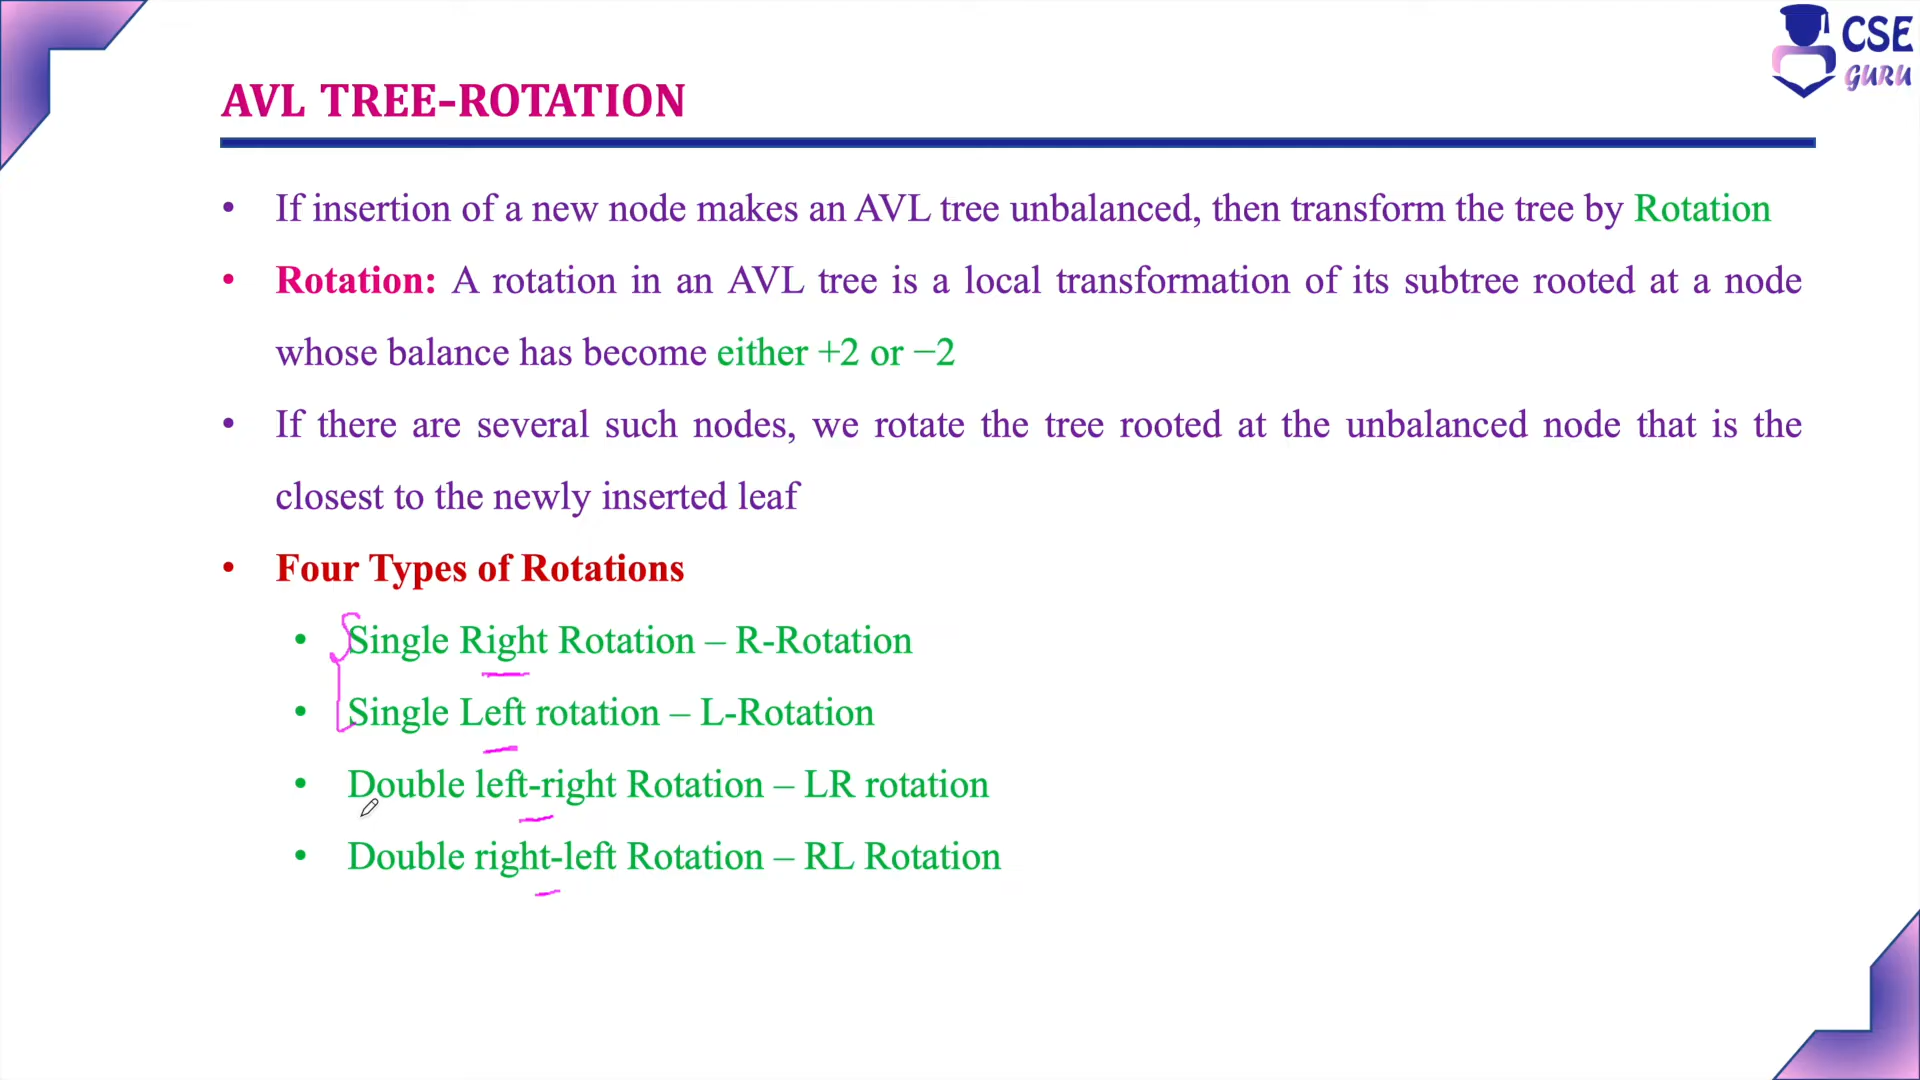 CSE
GURU
AVL TREE-ROTATION
• If insertion of a new node makes an AVL tree unbalanced, then transform the tree by Rotation
• Rotation: A rotation in an AVL tree is a local transformation of its subtree rooted at a node
whose balance has become either +2 or −2
• If there are several such nodes, we rotate the tree rooted at the unbalanced node that is the
closest to the newly inserted leaf
• Four Types of Rotations
• Single Right Rotation – R-Rotation
• Single Left rotation – L-Rotation
• Double left-right Rotation – LR rotation
• Double right-left Rotation – RL Rotation